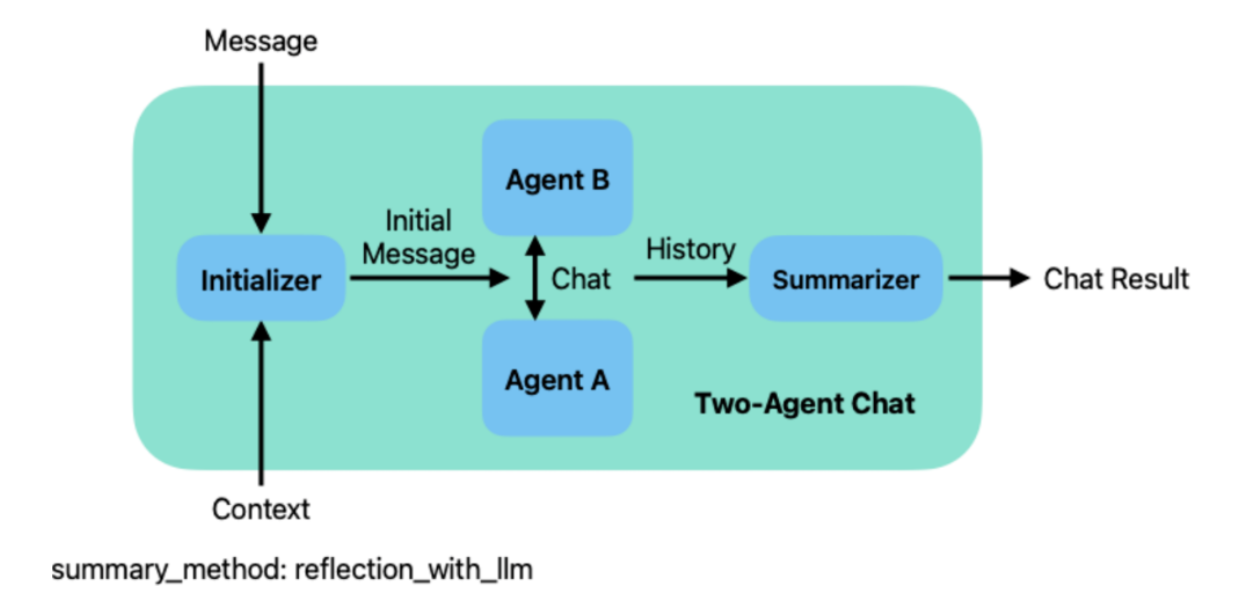 Message
Agent B
Initial
Message
History
Initializer
Chat
Summarizer
Chat Result
Agent A
Two-Agent Chat
Context
summary_method: reflection_with_llm